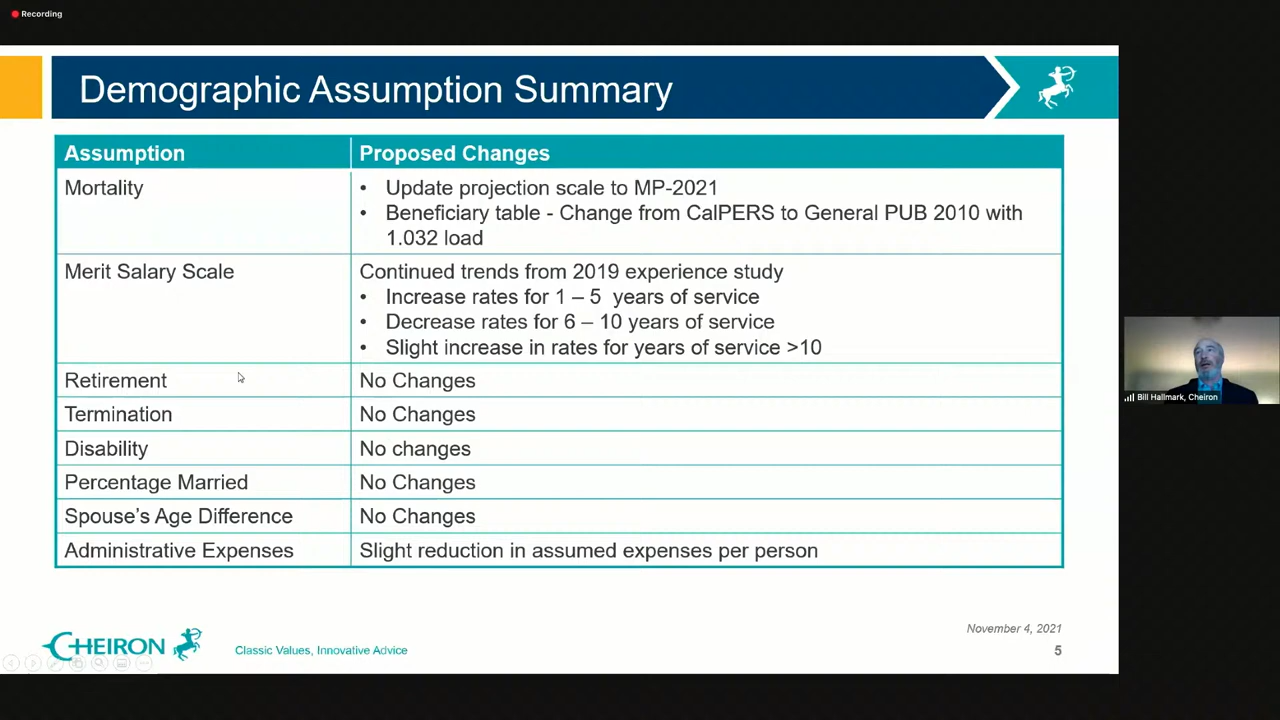 Recording
Demographic Assumption Summary
Assumption
Proposed Changes
Mortality
• Update projection scale to MP-2021
• Beneficiary table - Change from CalPERS to General PUB 2010 with
1.032 load
Merit Salary Scale
Continued trends from 2019 experience study
• Increase rates for 1 – 5 years of service
• Decrease rates for 6 – 10 years of service
• Slight increase in rates for years of service >10
Retirement
No Changes
Termination
No Changes
Disability
No changes
Percentage Married
No Changes
Spouse's Age Difference
No Changes
Administrative Expenses
Slight reduction in assumed expenses per person
Bill Hallmark, Cheiron
November 4, 2021
CHEIRON
Classic Values, Innovative Advice
5